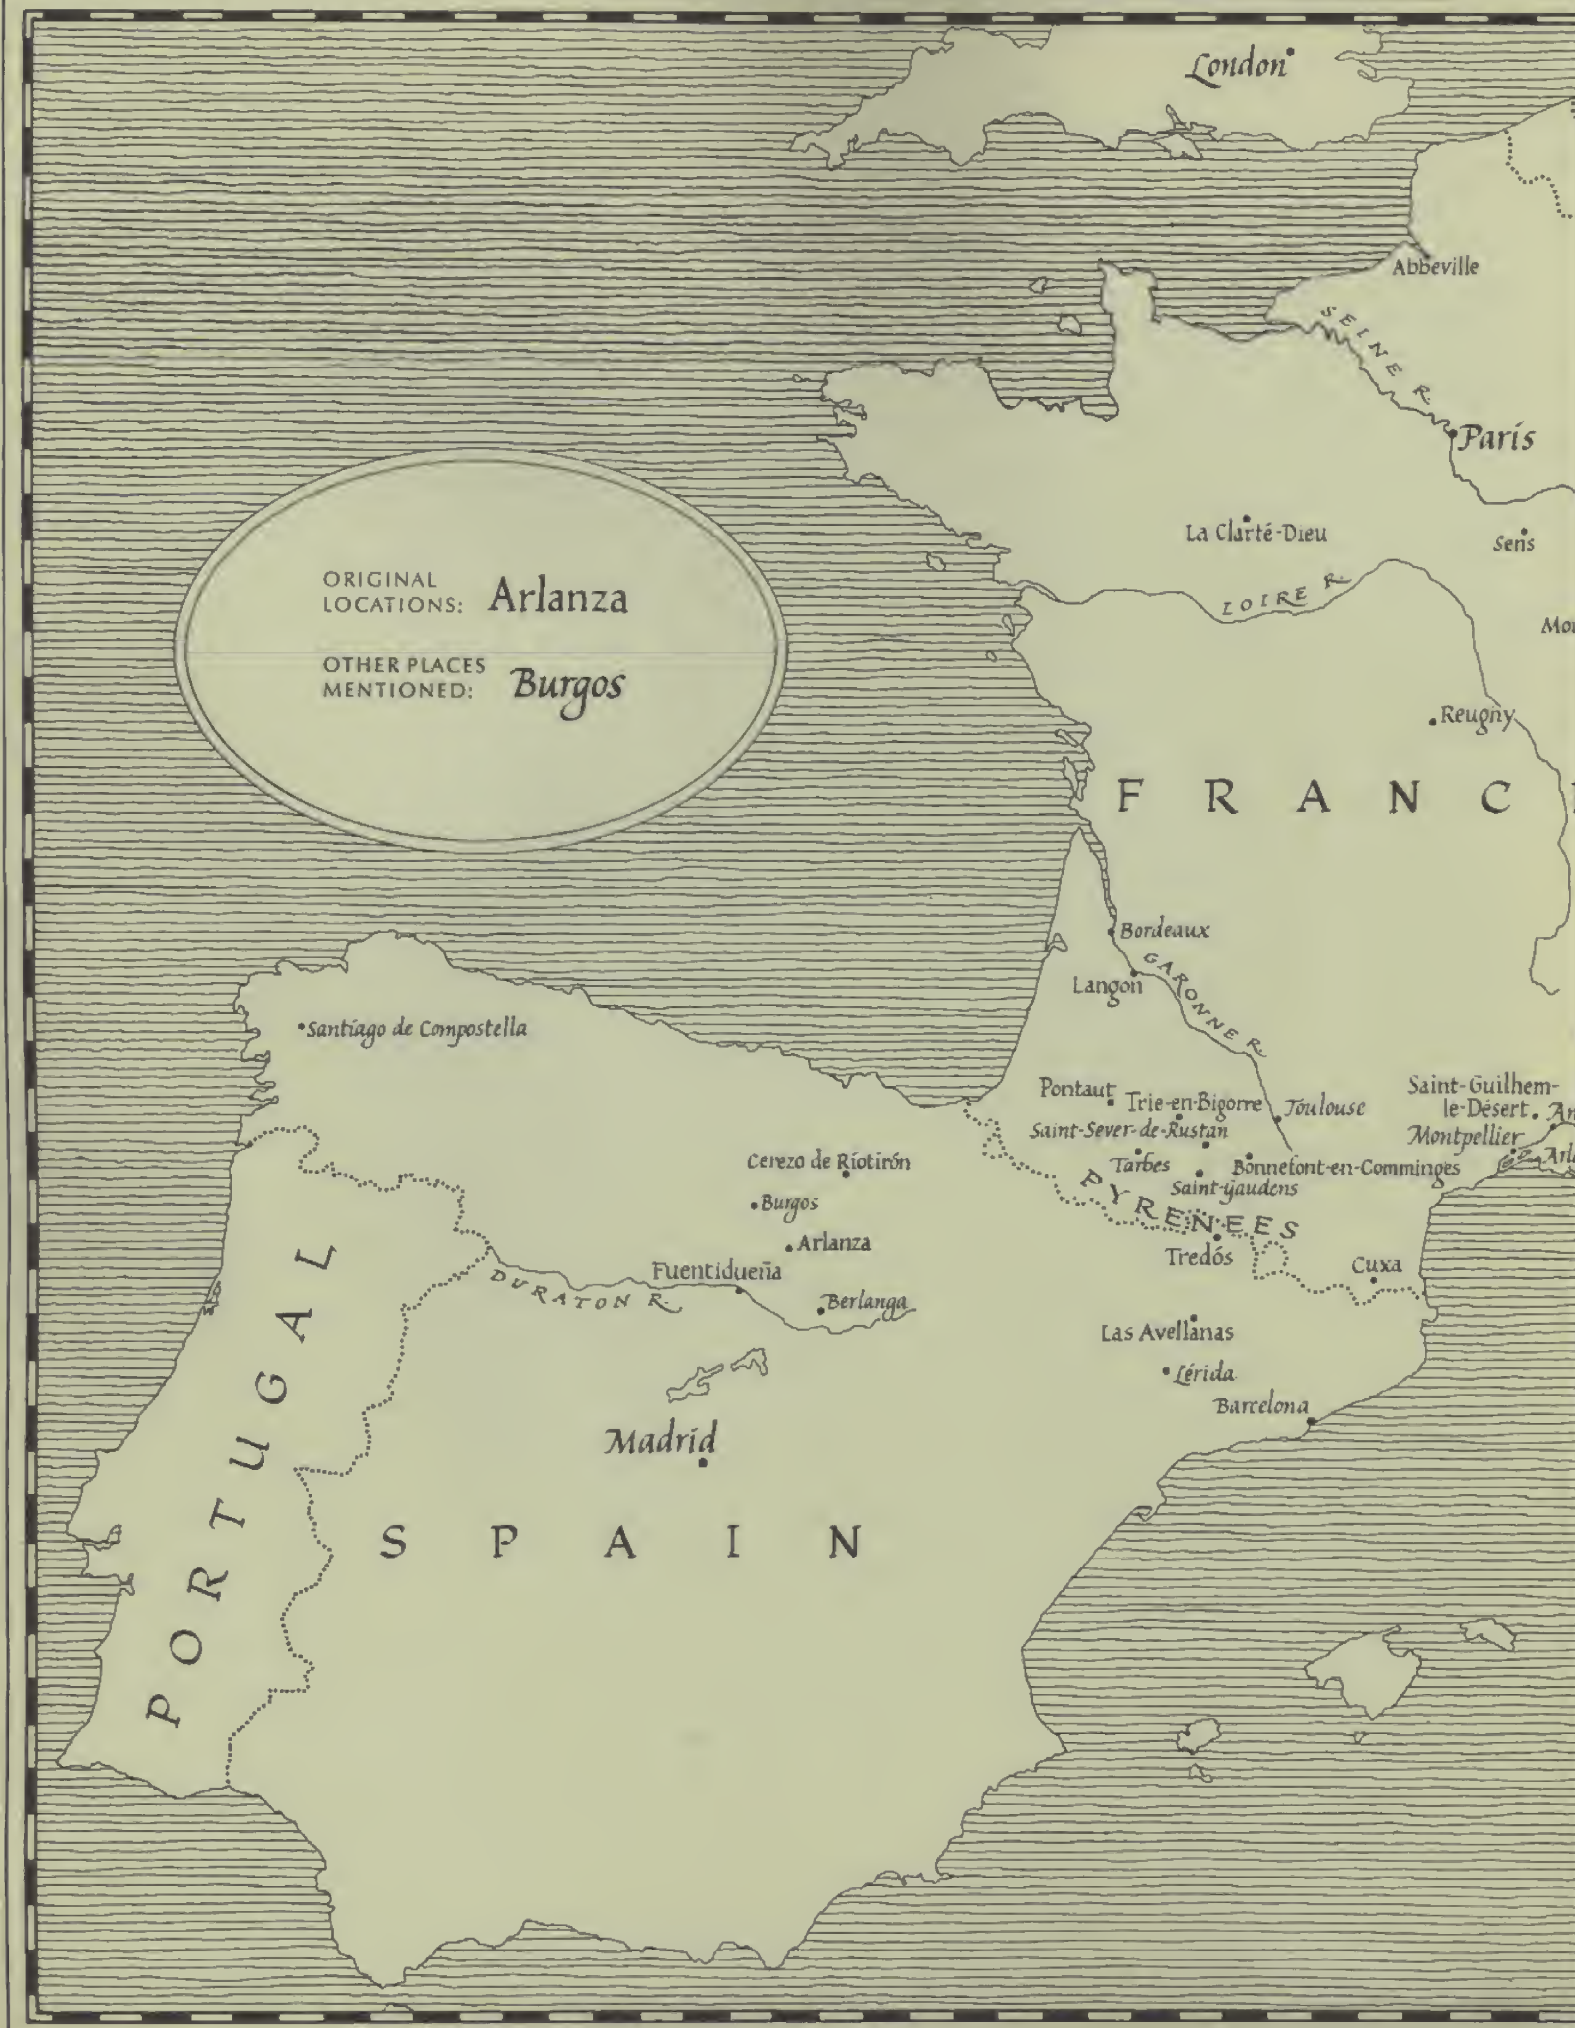 London
Abbeville
SEINE R.
Paris
La Clarté-Dieu
Sens
LOIRE R.
ORIGINAL
LOCATIONS: Arlanza
OTHER PLACES
MENTIONED: Burgos
Reugny
FRANC
Bordeaux
GARONNE R.
Langon
Santiago de Compostella
Pontaut
Trie-en-Bigorre
Toulouse
Saint-Guilhem-
le-Désert
Saint-Sever-de-Rustan
Montpellier
Tarbes
Bonnefont-en-Comminges
Saint-Gaudens
PYRENEES
Tredós
Cuxa
Cerezo de Riotirón
Burgos
Arlanza
Fuentidueña
DURATON R.
Berlanga
Las Avellanas
Lérida
Barcelona
Madrid
PORTUGAL
SPAIN